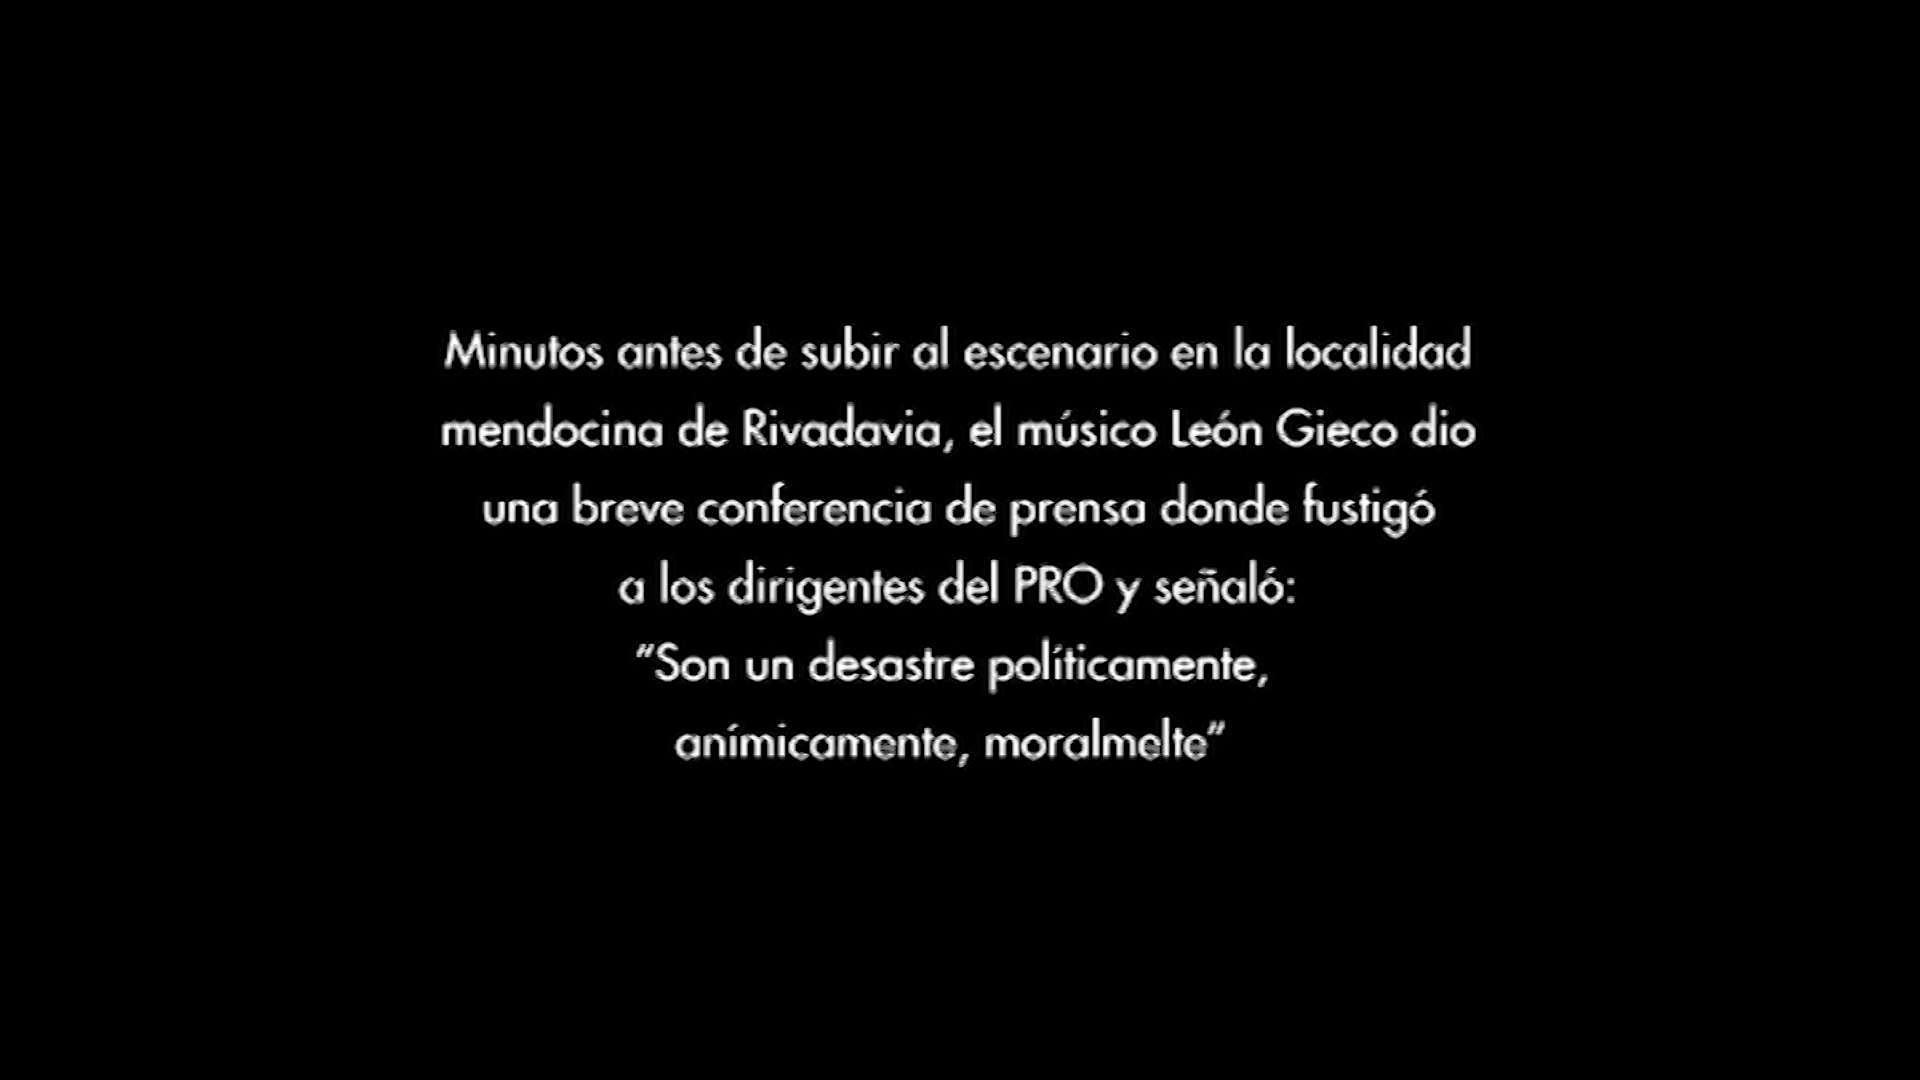 Minutos antes de subir al escenario en la localidad
mendocina de Rivadavia, el músico León Gieco dio
una breve conferencia de prensa donde fustigó
a los dirigentes del PRO y señaló:
"Son un desastre políticamente,
anímicamente, moralmelte"